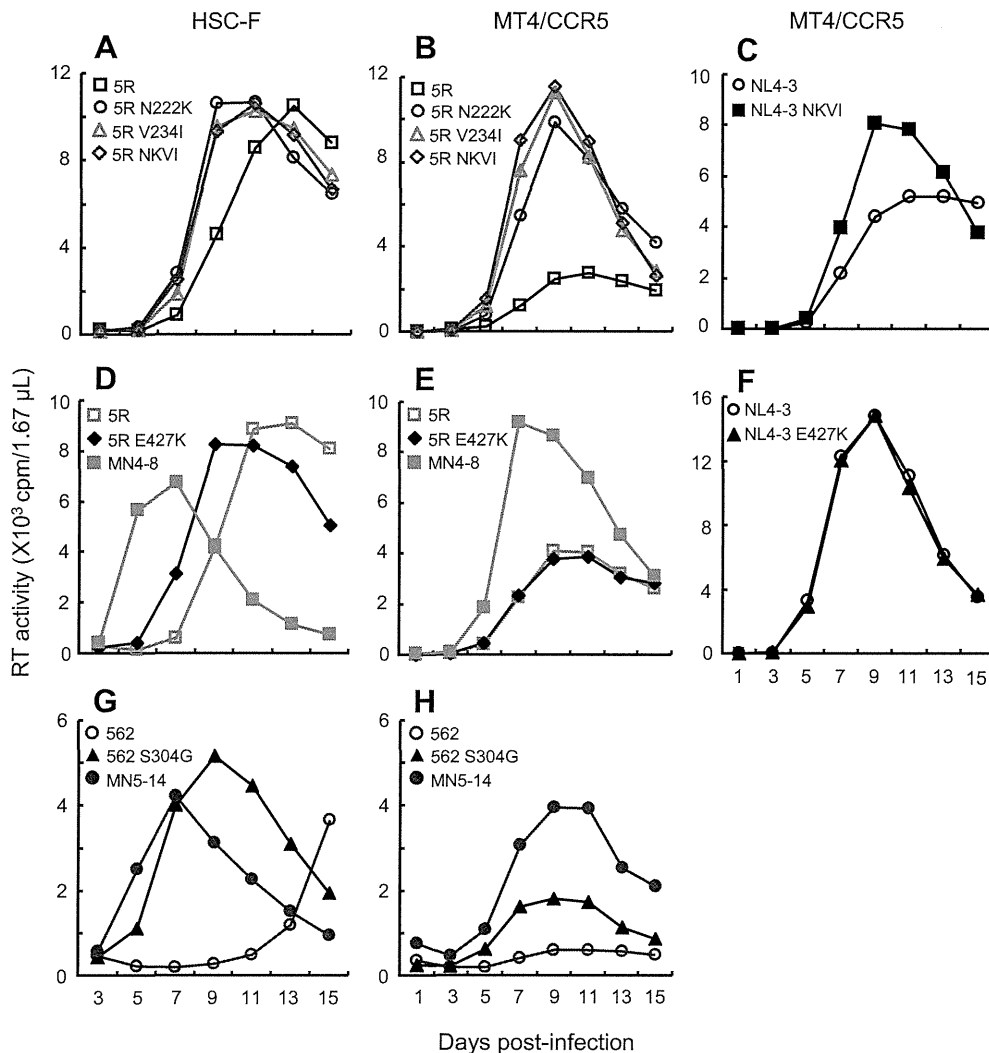 HSC-F
MT4/CCR5
MT4/CCR5
A
5R
5R N222K
5R V234I
5R NKVI
12
8
4
0
B
5R
5R N222K
5R V234I
5R NKVI
12
8
4
0
C
NL4-3
NL4-3 NKVI
10
8
6
4
2
0
RT activity (X10³ cpm/1.67 µL)
D
5R
5R E427K
MN4-8
10
8
6
4
2
0
E
5R
5R E427K
MN4-8
10
8
6
4
2
0
F
NL4-3
NL4-3 E427K
16
12
8
4
0
1 3 5 7 9 11 13 15
G
562
562 S304G
MN5-14
6
4
2
0
3 5 7 9 11 13 15
H
562
562 S304G
MN5-14
6
4
2
0
1 3 5 7 9 11 13 15
Days post-infection